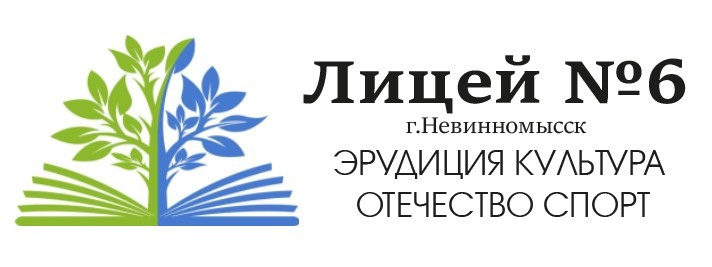 Лицей №6
г.Невинномысск
ЭРУДИЦИЯ КУЛЬТУРА
ОТЕЧЕСТВО СПОРТ